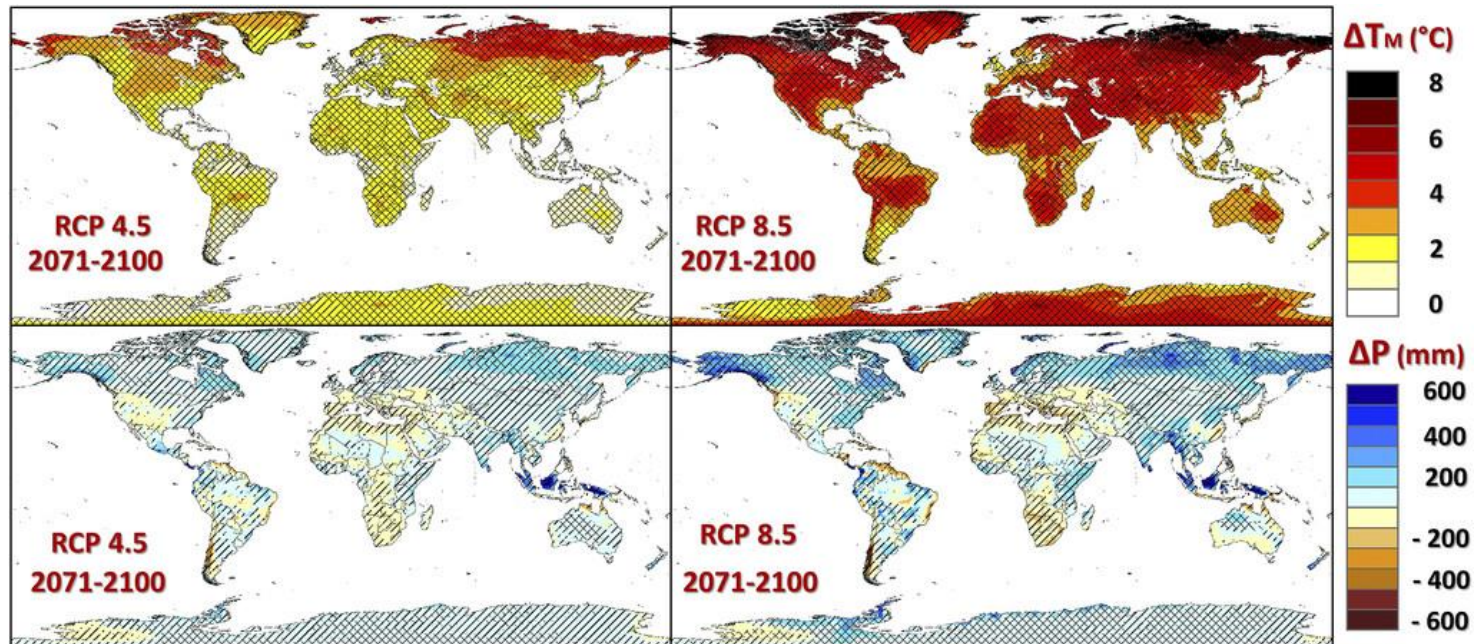 RCP 4.5
2071-2100
RCP 8.5
2071-2100
ΔTM (°C)
8
6
4
2
0
RCP 4.5
2071-2100
RCP 8.5
2071-2100
ΔP (mm)
600
400
200
- 200
- 400
- 600